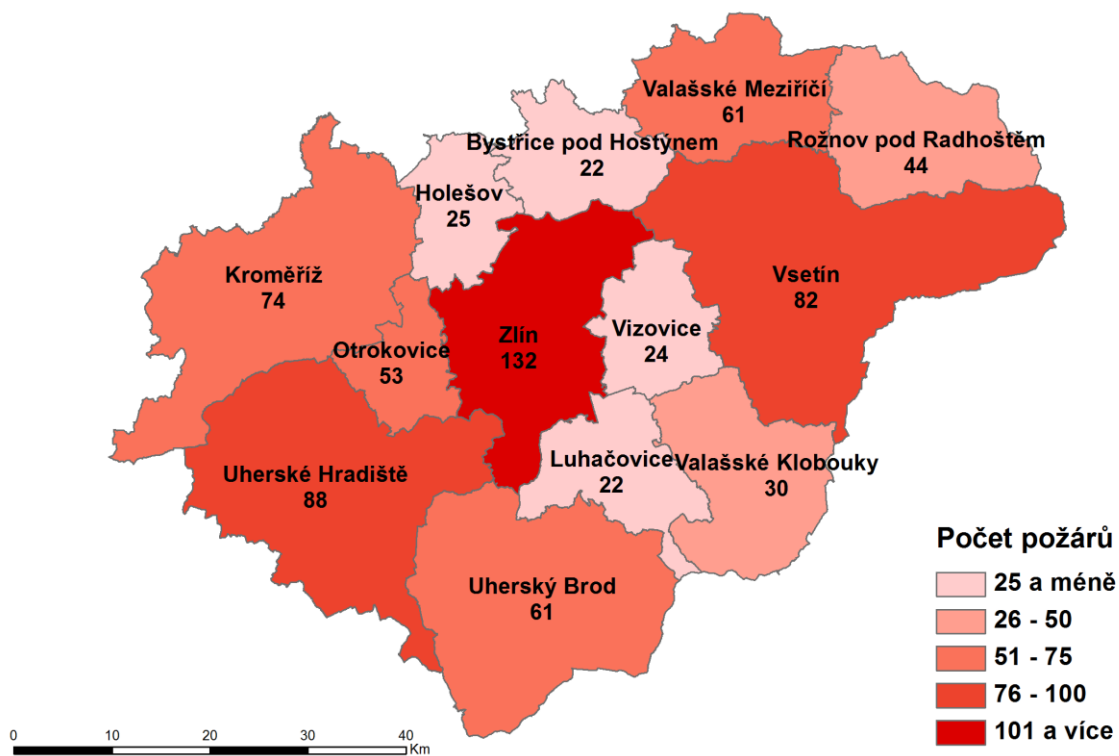 Valašské Meziříčí
61
Rožnov pod Radhoštěm
44
Bystřice pod Hostýnem
22
Holešov
25
Kroměříž
74
Vsetín
82
Zlín
132
Vizovice
24
Otrokovice
53
Uherské Hradiště
88
Luhačovice
22
Valašské Klobouky
30
Uherský Brod
61
Počet požárů
25 a méně
26 - 50
51 - 75
76 - 100
101 a více
0 10 20 30 40
Km